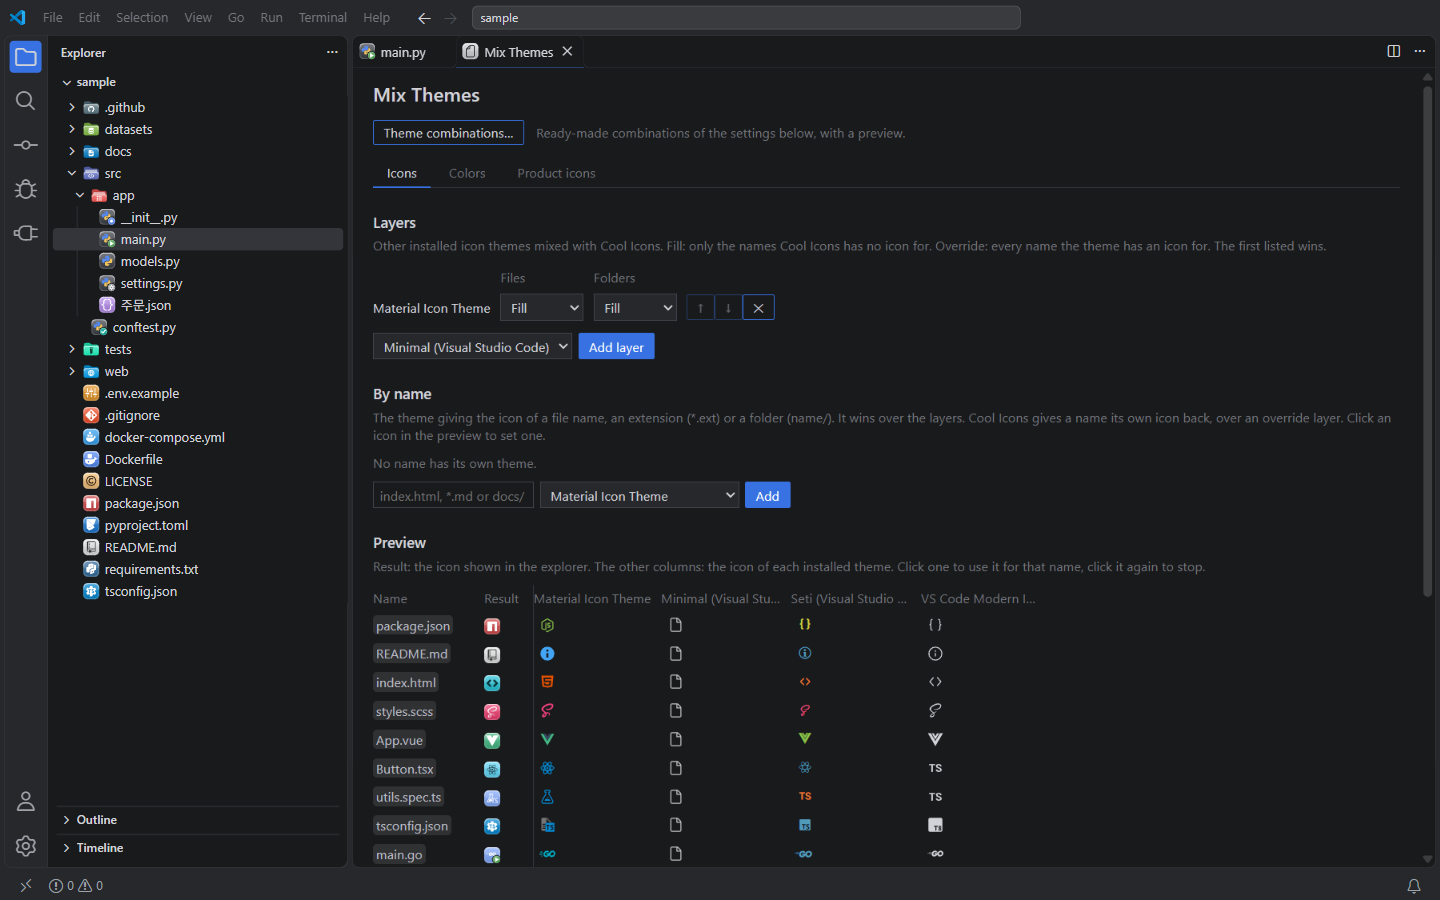 File Edit Selection View Go Run Terminal Help
sample
Explorer
sample
.github
datasets
docs
src
app
__init__.py
main.py
models.py
settings.py
주문.json
conftest.py
tests
web
.env.example
.gitignore
docker-compose.yml
Dockerfile
LICENSE
package.json
pyproject.toml
README.md
requirements.txt
tsconfig.json
Outline
Timeline
0 0
main.py
Mix Themes
Mix Themes
Theme combinations... Ready-made combinations of the settings below, with a preview.
Icons Colors Product icons
Layers
Other installed icon themes mixed with Cool Icons. Fill: only the names Cool Icons has no icon for. Override: every name the theme has an icon for. The first listed wins.
Files Folders
Material Icon Theme Fill Fill
Minimal (Visual Studio Code) Add layer
By name
The theme giving the icon of a file name, an extension (*.ext) or a folder (name/). It wins over the layers. Cool Icons gives a name its own icon back, over an override layer. Click an
icon in the preview to set one.
No name has its own theme.
index.html, *.md or docs/ Material Icon Theme Add
Preview
Result: the icon shown in the explorer. The other columns: the icon of each installed theme. Click one to use it for that name, click it again to stop.
Name Result Material Icon Theme Minimal (Visual Stu... Seti (Visual Studio ... VS Code Modern I...
package.json
README.md
index.html
styles.scss
App.vue
Button.tsx TS
utils.spec.ts TS TS
tsconfig.json TS TS TS
main.go GO GO GO